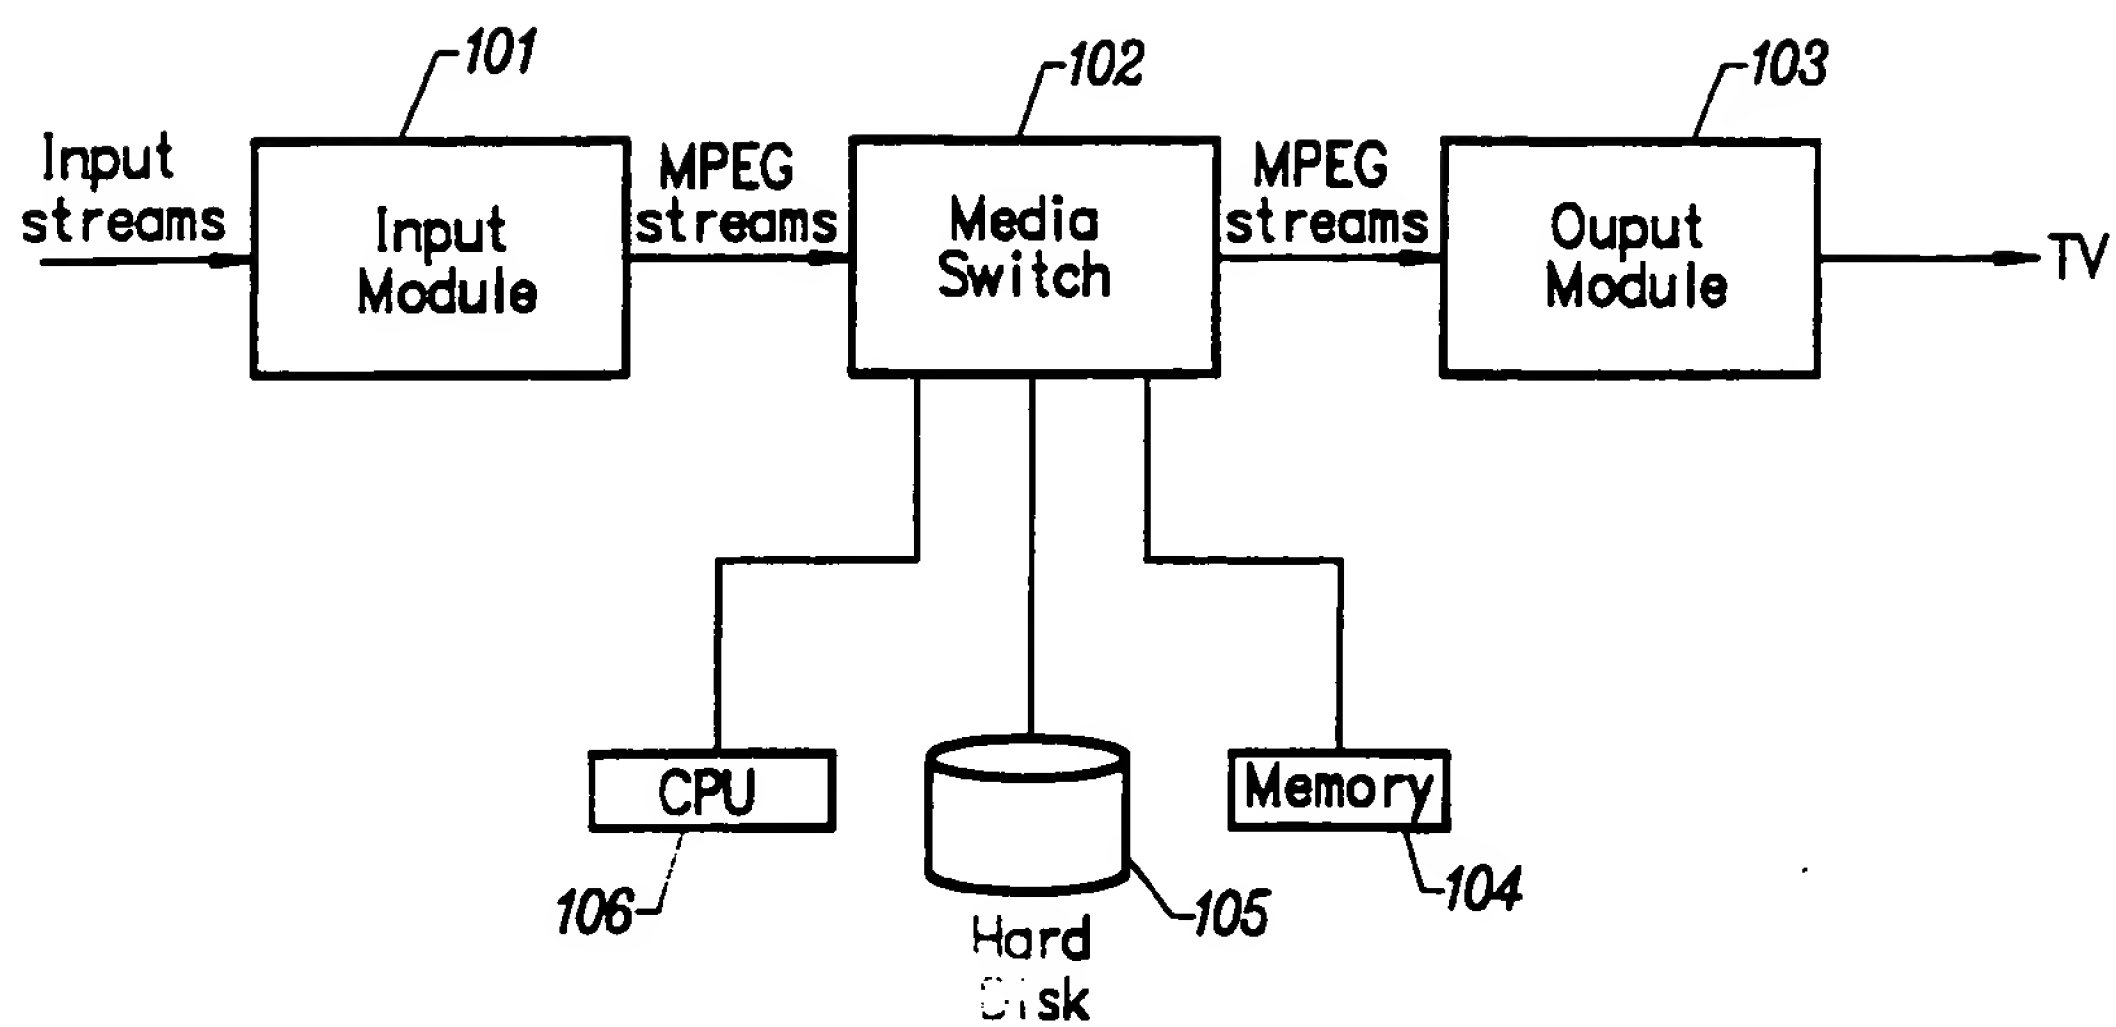 101
102
103
Input
streams
Input
Module
MPEG
streams
Media
Switch
MPEG
streams
Ouput
Module
TV
CPU
Memory
106
105
104
Hard
Disk